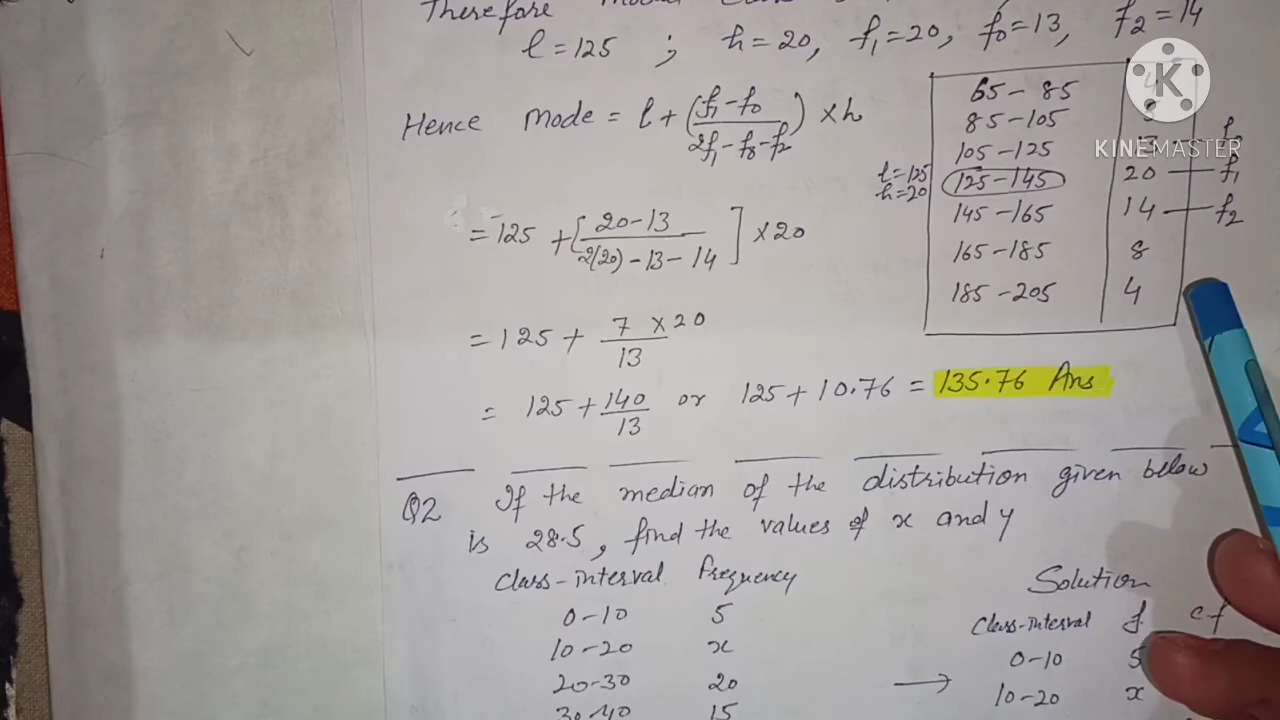 Therefore
l = 125 ; h = 20, f₁ = 20, f₀ = 13, f₂ = 14
Hence mode = l + (f₁ - f₀ / 2f₁ - f₀ - f₂) × h
= 125 + [20 - 13 / 2(20) - 13 - 14] × 20
= 125 + 7 × 20 / 13
= 125 + 140/13 or 125 + 10.76 = 135.76 Ans
65 - 85
85 - 105
105 - 125 13 f₀
l = 125
h = 20
125 - 145 20 f₁
145 - 165 14 f₂
165 - 185 8
185 - 205 4
KINEMASTER
Q2 If the median of the distribution given below
is 28.5, find the values of x and y
Class-interval Frequency
0-10 5
10-20 x
20-30 20
30-40 15
Solution
Class-interval f c.f
0-10 5
→ 10-20 x